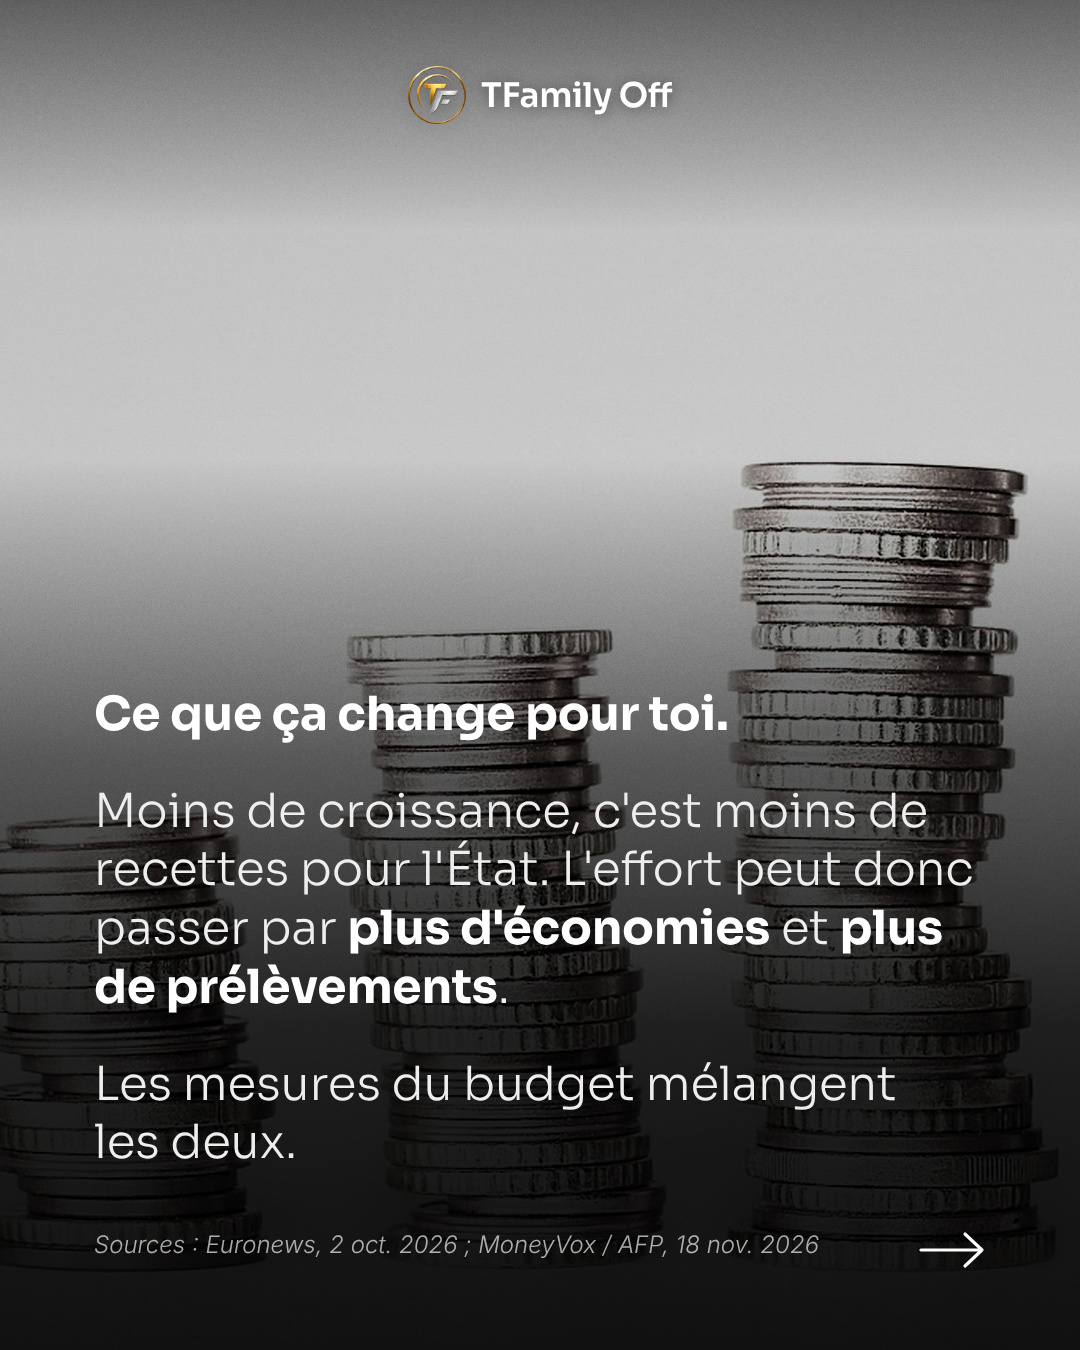 TFamily Off
Ce que ça change pour toi.
Moins de croissance, c'est moins de
recettes pour l'État. L'effort peut donc
passer par plus d'économies et plus
de prélèvements.
Les mesures du budget mélangent
les deux.
Sources : Euronews, 2 oct. 2026 ; MoneyVox / AFP, 18 nov. 2026